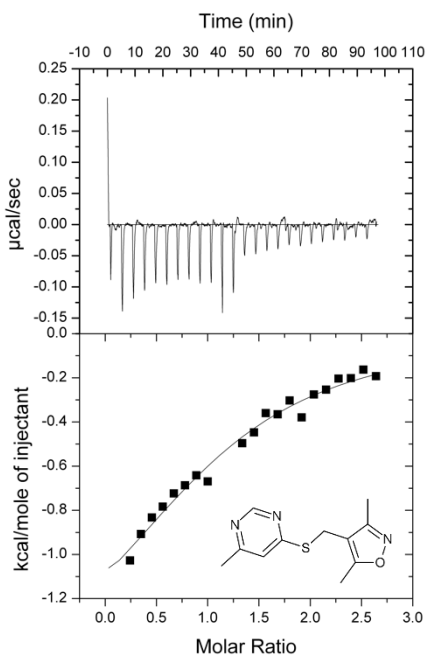 Time (min)
-10 0 10 20 30 40 50 60 70 80 90 100 110
0.25
0.20
0.15
0.10
0.05
0.00
-0.05
-0.10
-0.15
µcal/sec
0.0
-0.2
-0.4
-0.6
-0.8
-1.0
-1.2
kcal/mole of injectant
N N
S
N
O
0.0 0.5 1.0 1.5 2.0 2.5 3.0
Molar Ratio